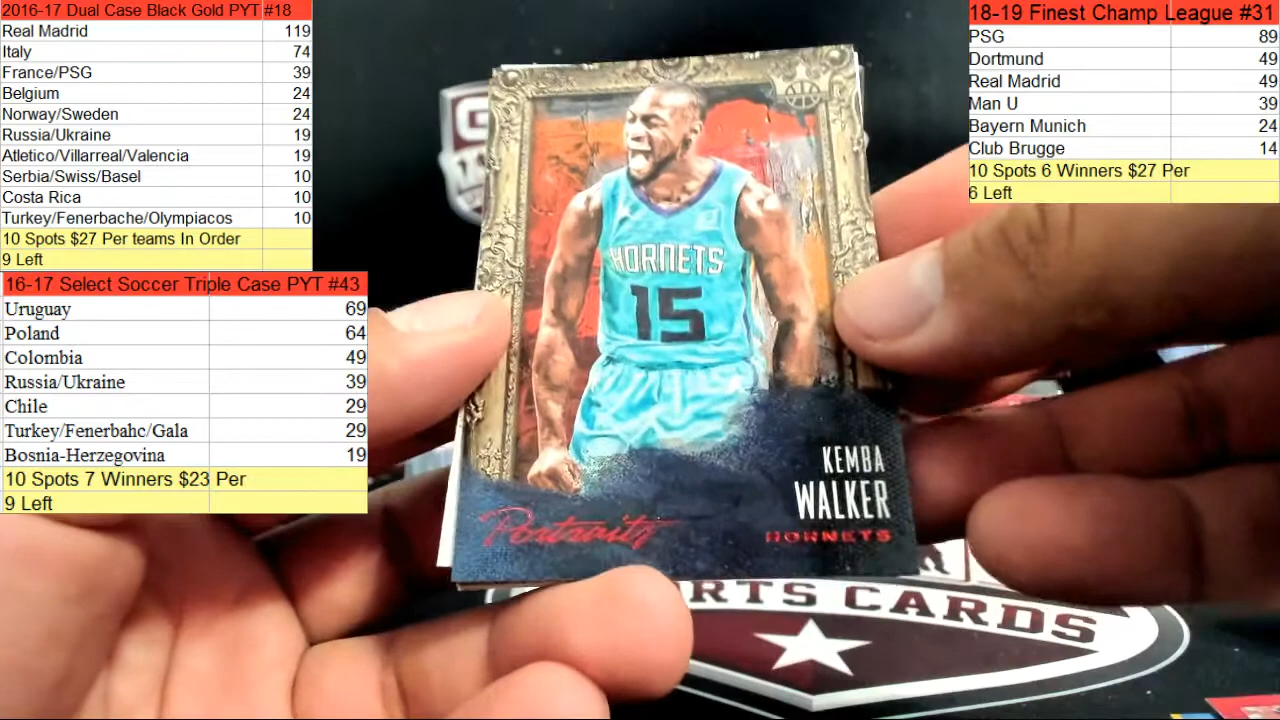 2016-17 Dual Case Black Gold PYT #18
Real Madrid 119
Italy 74
France/PSG 39
Belgium 24
Norway/Sweden 24
Russia/Ukraine 19
Atletico/Villarreal/Valencia 19
Serbia/Swiss/Basel 10
Costa Rica 10
Turkey/Fenerbache/Olympiacos 10
10 Spots $27 Per teams In Order
9 Left
16-17 Select Soccer Triple Case PYT #43
Uruguay 69
Poland 64
Colombia 49
Russia/Ukraine 39
Chile 29
Turkey/Fenerbahc/Gala 29
Bosnia-Herzegovina 19
10 Spots 7 Winners $23 Per
9 Left
18-19 Finest Champ League #31
PSG 89
Dortmund 49
Real Madrid 49
Man U 39
Bayern Munich 24
Club Brugge 14
10 Spots 6 Winners $27 Per
6 Left
HORNETS
15
KEMBA
WALKER
Portraits
HORNETS
CARDS